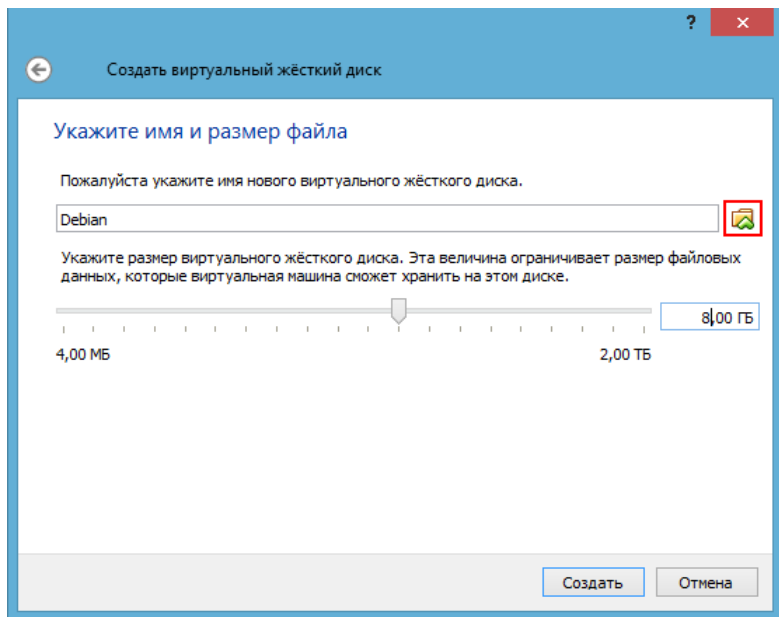 ?
Создать виртуальный жёсткий диск
Укажите имя и размер файла
Пожалуйста укажите имя нового виртуального жёсткого диска.
Debian
Укажите размер виртуального жёсткого диска. Эта величина ограничивает размер файловых
данных, которые виртуальная машина сможет хранить на этом диске.
8,00 ГБ
4,00 МБ 2,00 ТБ
Создать Отмена